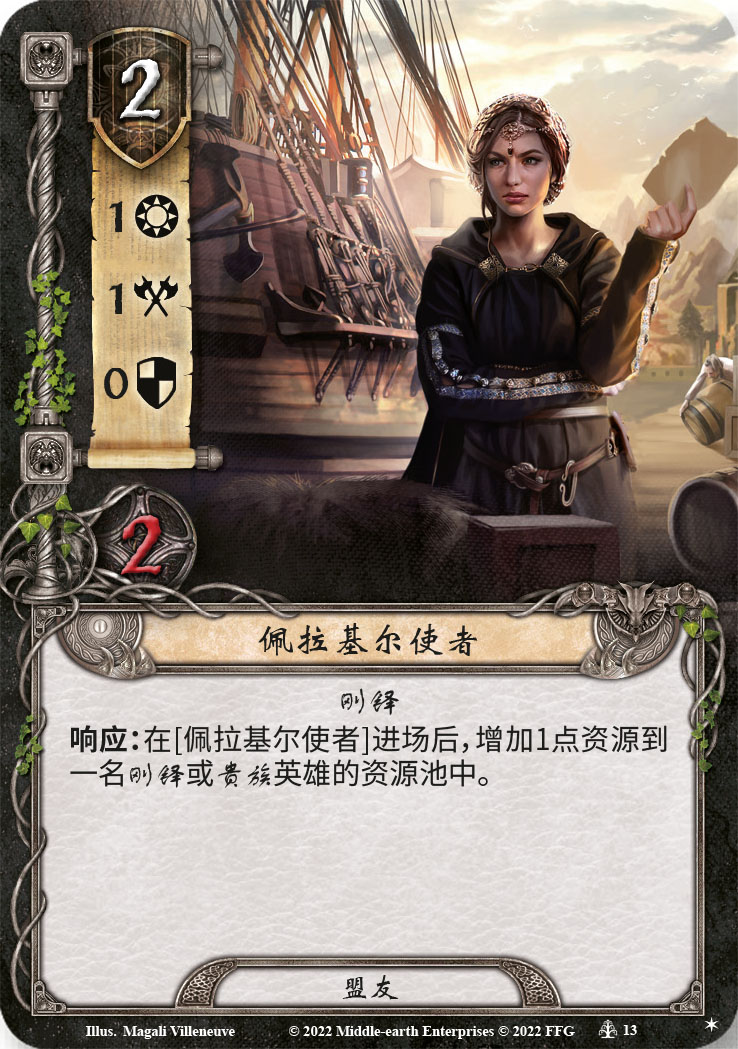 2
1
1
0
2
佩拉基尔使者
刚铎
响应：在[佩拉基尔使者]进场后，增加1点资源到
一名刚铎或贵族英雄的资源池中。
盟友
Illus. Magali Villeneuve © 2022 Middle-earth Enterprises © 2022 FFG 13